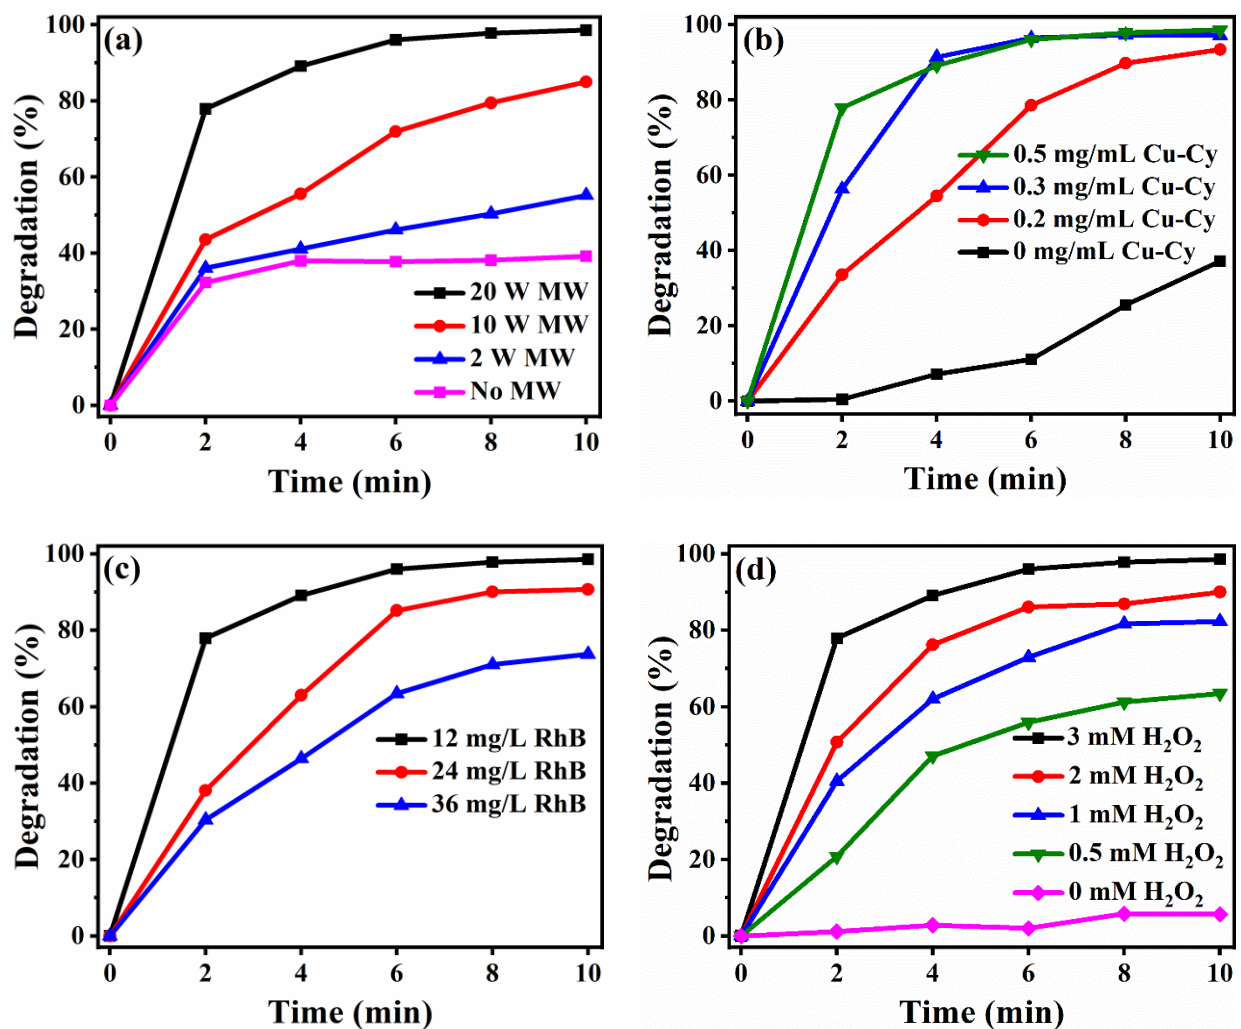 (a)
100
80
60
40
20
0
Degradation (%)
20 W MW
10 W MW
2 W MW
No MW
0 2 4 6 8 10
Time (min)
(b)
100
80
60
40
20
0
Degradation (%)
0.5 mg/mL Cu-Cy
0.3 mg/mL Cu-Cy
0.2 mg/mL Cu-Cy
0 mg/mL Cu-Cy
0 2 4 6 8 10
Time (min)
(c)
100
80
60
40
20
0
Degradation (%)
12 mg/L RhB
24 mg/L RhB
36 mg/L RhB
0 2 4 6 8 10
Time (min)
(d)
100
80
60
40
20
0
Degradation (%)
3 mM H₂O₂
2 mM H₂O₂
1 mM H₂O₂
0.5 mM H₂O₂
0 mM H₂O₂
0 2 4 6 8 10
Time (min)